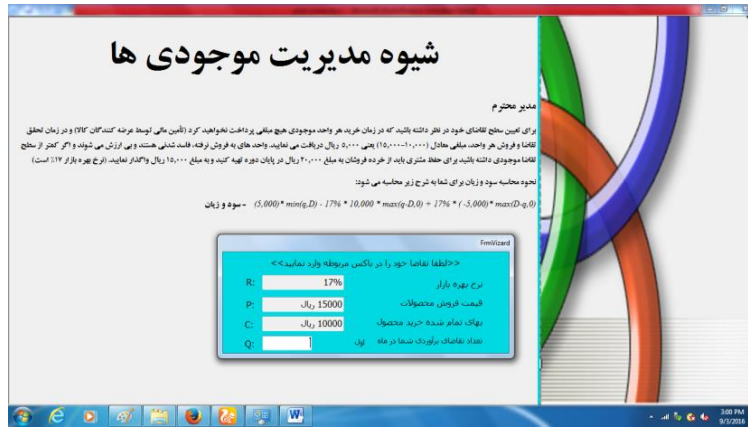 شیوه مدیریت موجودی ها
مدیر محترم
برای تعیین سطح تقاضای خود در نظر داشته باشید که در زمان خرید هر واحد موجودی هیچ مبلغی پرداخت نخواهید کرد (تأمین مالی توسط عرضه کنندگان کالا) و در زمان تحقق
تقاضا و فروش هر واحد، مبلغی معادل (۱۰,۰۰۰-۱۵,۰۰۰) یعنی ۵,۰۰۰ ریال دریافت می نمایید. واحد های به فروش نرفته، فاسد شدنی هستند و بی ارزش می شوند و اگر کمتر از سطح
تقاضا موجودی داشته باشید برای حفظ مشتری باید از خرده فروشان به مبلغ ۲۰,۰۰۰ ریال در پایان دوره تهیه کنید و به مبلغ ۱۵,۰۰۰ ریال واگذار نمایید. (نرخ بهره بازار ۱۷٪ است)
نحوه محاسبه سود و زیان برای شما به شرح زیر محاسبه می شود:
(5,000)* min(q,D) - 17% * 10,000 * max(q-D,0) + 17% * (-5,000)* max(D-q,0) = سود و زیان
FrmVizard
<<لطفا تقاضا خود را در باکس مربوطه وارد نمایید>>
نرخ بهره بازار 17% R:
قیمت فروش محصولات 15000 ریال P:
بهای تمام شده خرید محصول 10000 ریال C:
تعداد تقاضای برآوردی شما در ماه اول Q:
3:00 PM
9/3/2016